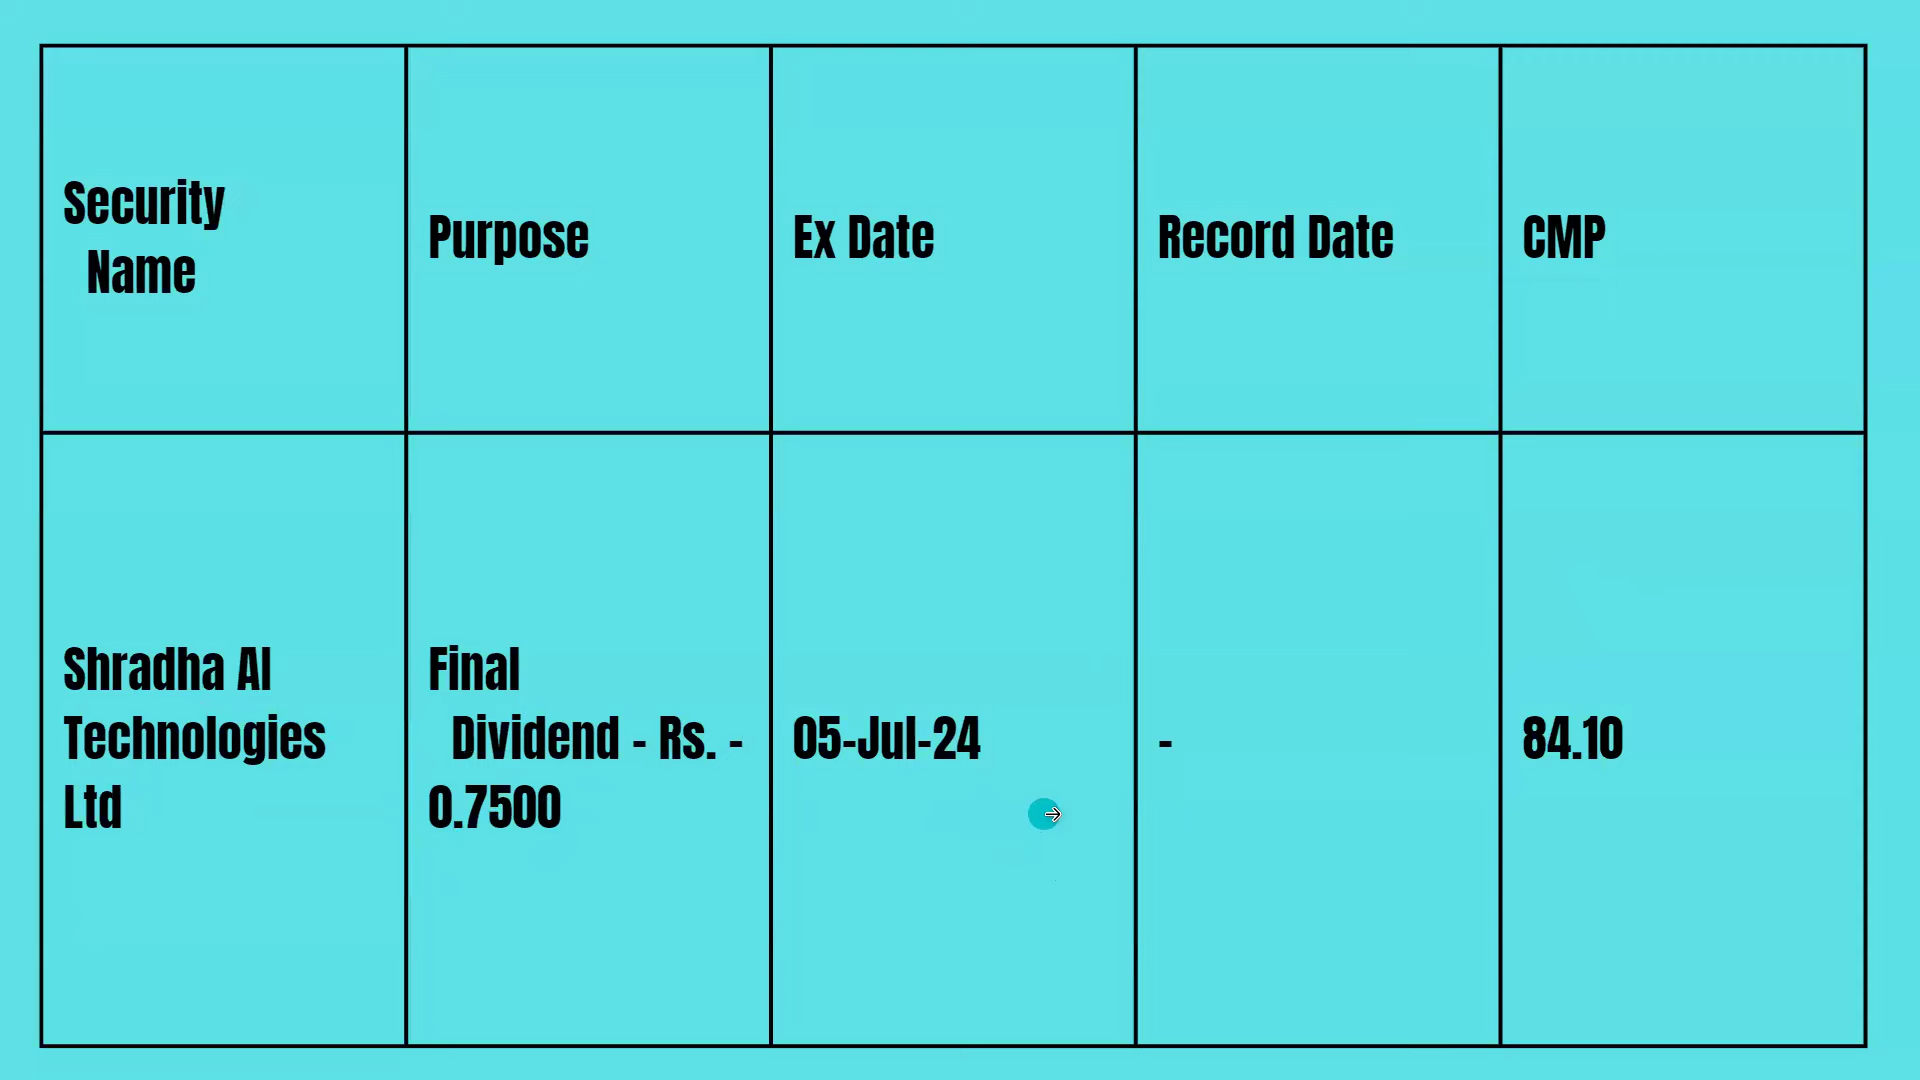 Security
Name
Purpose
Ex Date
Record Date
CMP
Shradha AI
Technologies
Ltd
Final
Dividend - Rs. -
0.7500
05-Jul-24
-
84.10